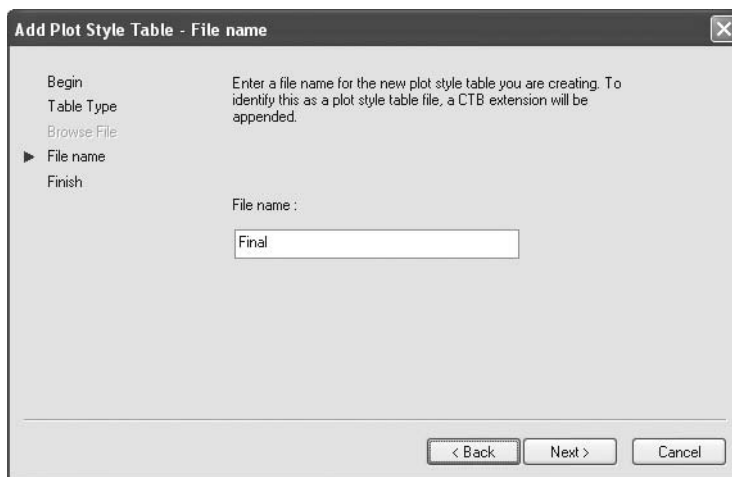 Add Plot Style Table - File name
Begin
Table Type
Browse File
File name
Finish
Enter a file name for the new plot style table you are creating. To
identify this as a plot style table file, a CTB extension will be
appended.
File name :
Final
< Back
Next >
Cancel